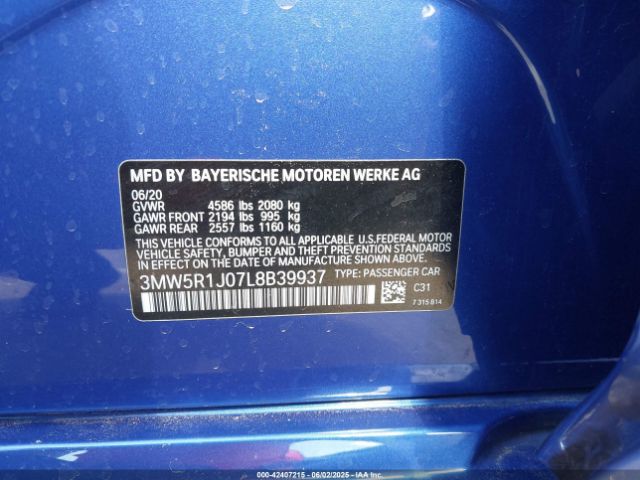 MFD BY BAYERISCHE MOTOREN WERKE AG
06/20
GVWR 4586 lbs 2080 kg
GAWR FRONT 2194 lbs 995 kg
GAWR REAR 2557 lbs 1160 kg
THIS VEHICLE CONFORMS TO ALL APPLICABLE U.S.FEDERAL MOTOR
VEHICLE SAFETY, BUMPER, AND THEFT PREVENTION STANDARDS
IN EFFECT ON THE DATE OF MANUFACTURE SHOWN ABOVE.
3MW5R1J07L8B39937 TYPE: PASSENGER CAR
C31
7 315 814
000-42407215 - 06/02/2025 - IAAI.COM